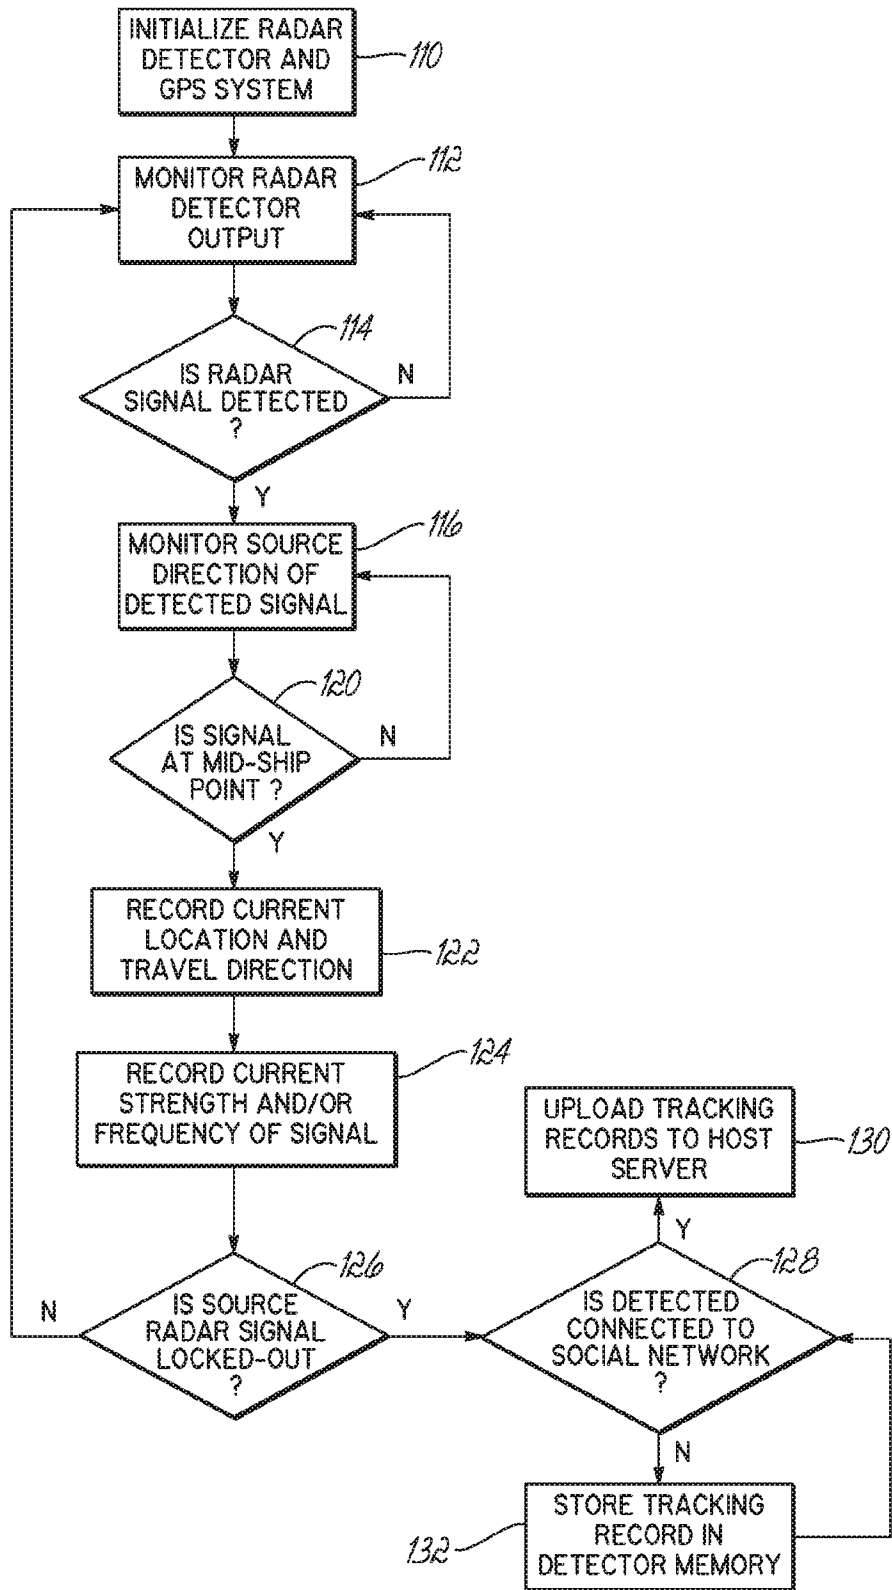 INITIALIZE RADAR
DETECTOR AND
GPS SYSTEM
110
MONITOR RADAR
DETECTOR
OUTPUT
112
IS RADAR
SIGNAL DETECTED
?
114
N
Y
MONITOR SOURCE
DIRECTION OF
DETECTED SIGNAL
116
IS SIGNAL
AT MID-SHIP
POINT ?
120
N
Y
RECORD CURRENT
LOCATION AND
TRAVEL DIRECTION
122
RECORD CURRENT
STRENGTH AND/OR
FREQUENCY OF SIGNAL
124
IS SOURCE
RADAR SIGNAL
LOCKED-OUT
?
126
N
Y
UPLOAD TRACKING
RECORDS TO HOST
SERVER
130
Y
IS DETECTED
CONNECTED TO
SOCIAL NETWORK
?
128
N
STORE TRACKING
RECORD IN
DETECTOR MEMORY
132